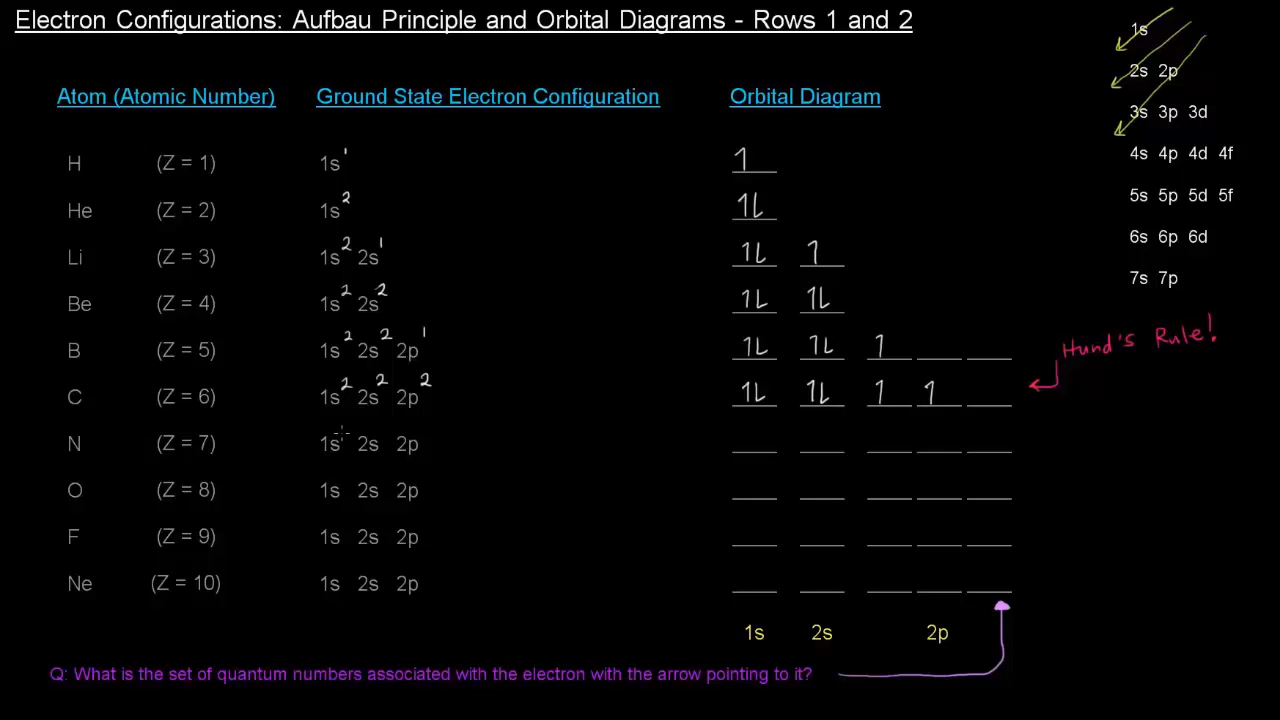 Electron Configurations: Aufbau Principle and Orbital Diagrams - Rows 1 and 2
Atom (Atomic Number) Ground State Electron Configuration Orbital Diagram
H (Z = 1) 1s¹
He (Z = 2) 1s²
Li (Z = 3) 1s² 2s¹
Be (Z = 4) 1s² 2s²
B (Z = 5) 1s² 2s² 2p¹
C (Z = 6) 1s² 2s² 2p²
N (Z = 7) 1s 2s 2p
O (Z = 8) 1s 2s 2p
F (Z = 9) 1s 2s 2p
Ne (Z = 10) 1s 2s 2p
1s 2s 2p
Q: What is the set of quantum numbers associated with the electron with the arrow pointing to it?
1s
2s 2p
3s 3p 3d
4s 4p 4d 4f
5s 5p 5d 5f
6s 6p 6d
7s 7p
Hund's Rule!